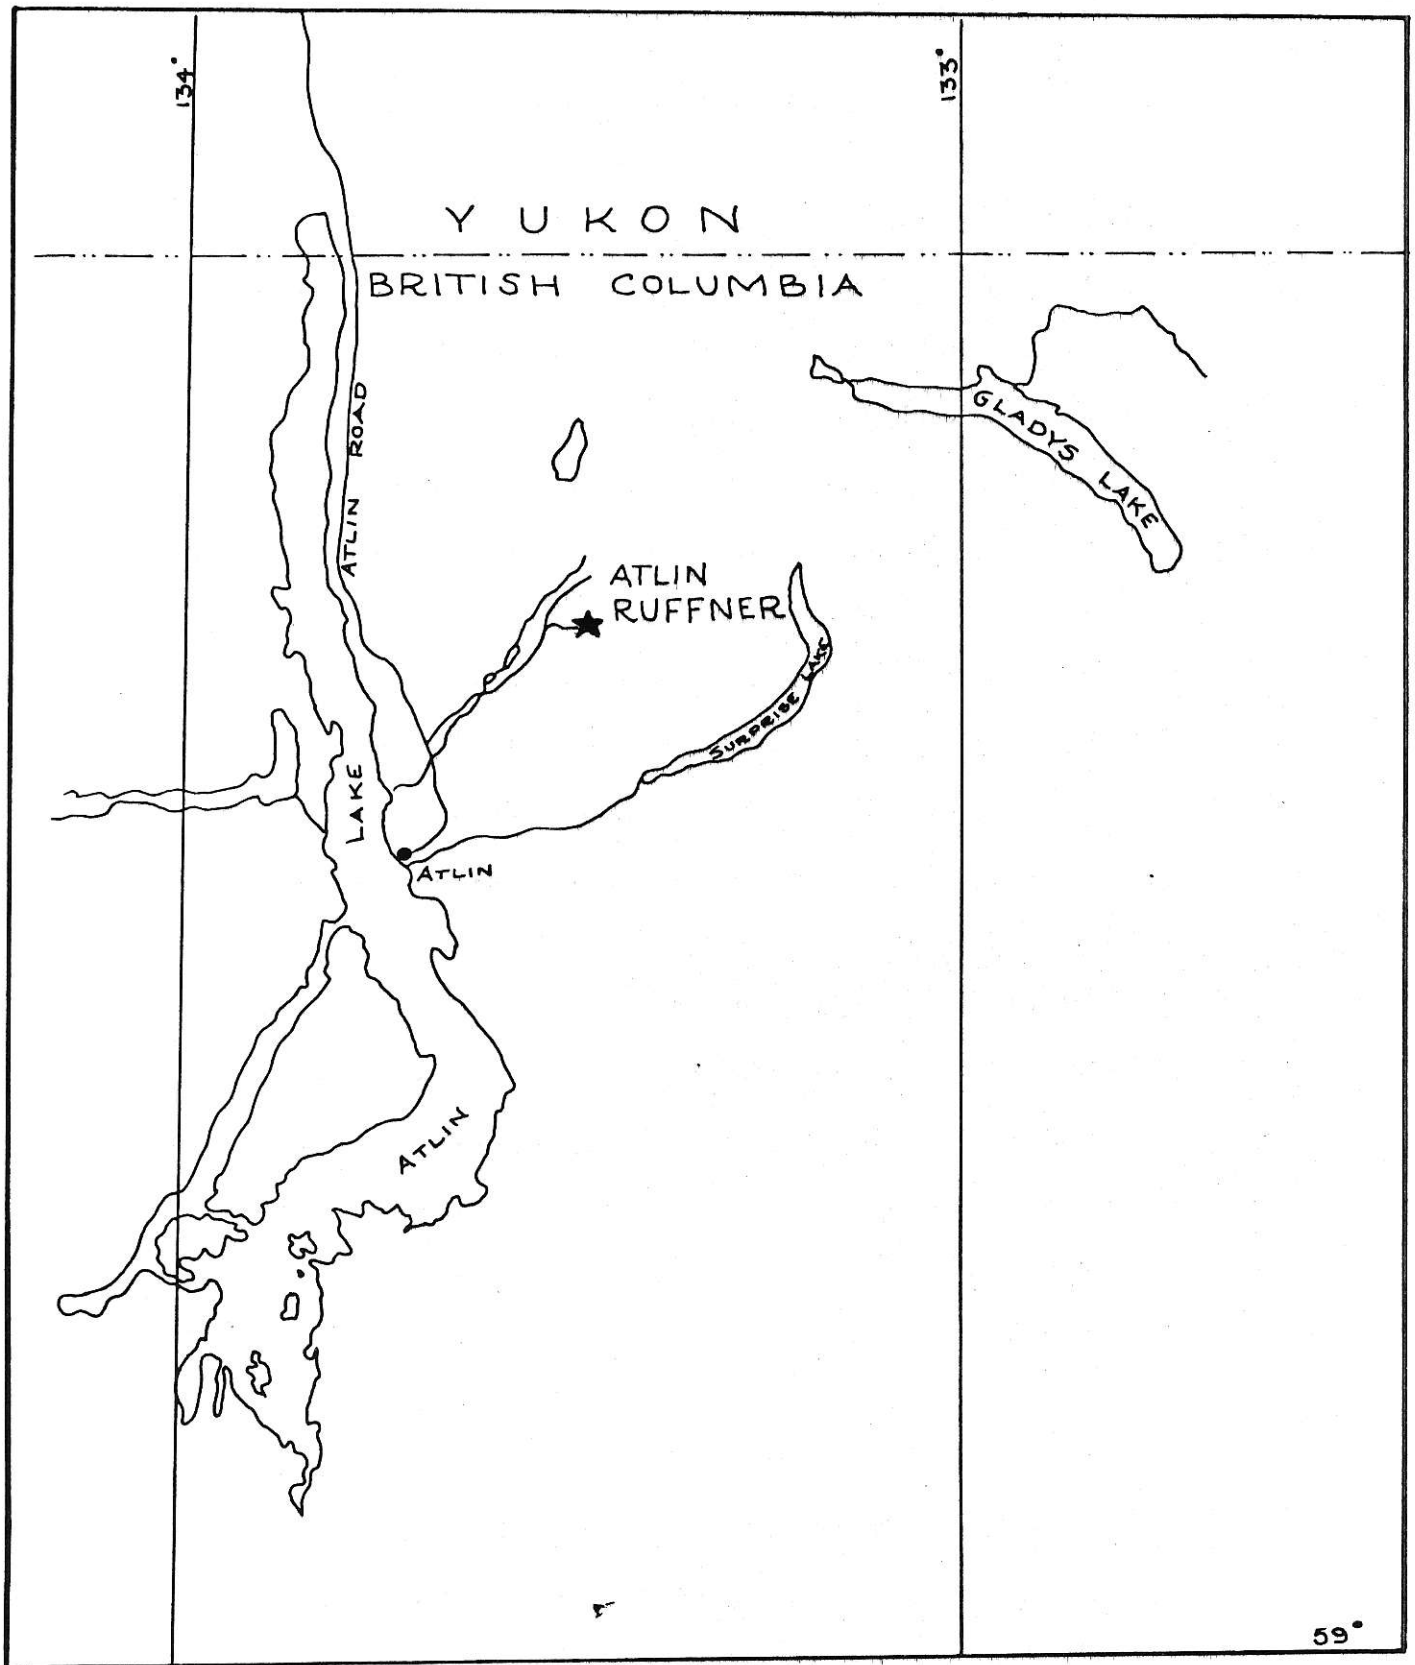 134°
133°
YUKON
BRITISH COLUMBIA
ATLIN ROAD
GLADYS LAKE
ATLIN
RUFFNER
SURPRISE LAKE
LAKE
ATLIN
ATLIN
59°